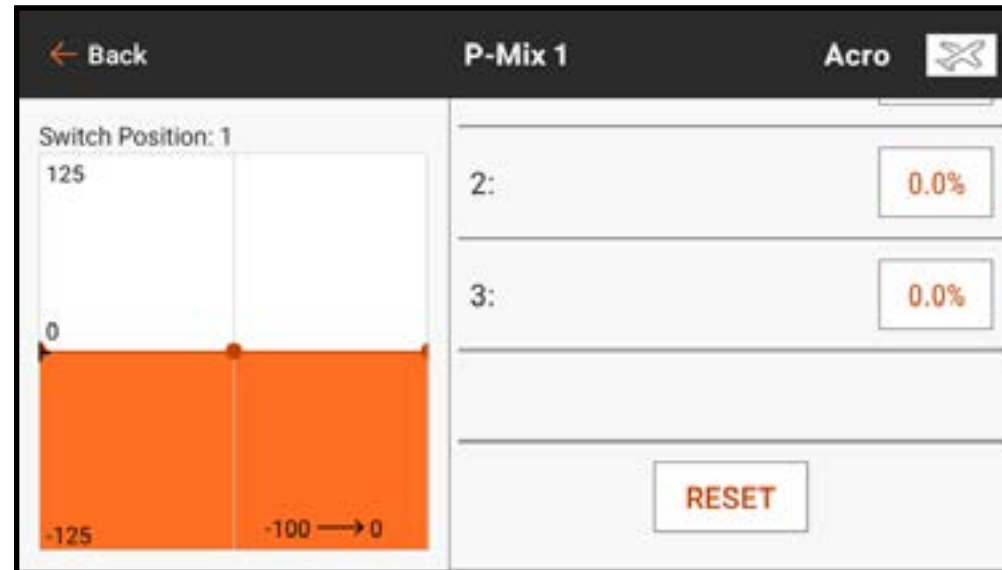 Back
P-Mix 1
Acro
Switch Position: 1
125
0
-125
-100 → 0
2:
0.0%
3:
0.0%
RESET